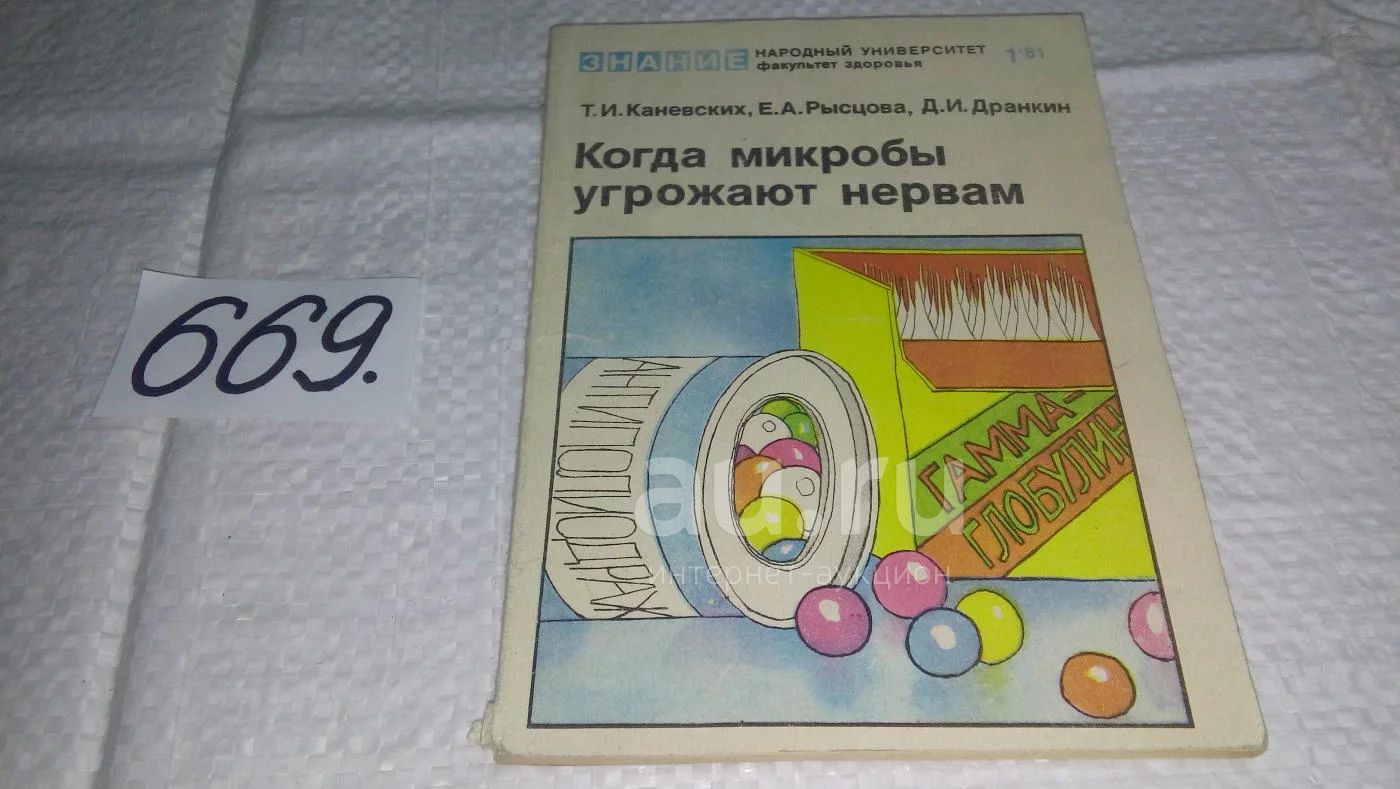 ЗНАНИЕ НАРОДНЫЙ УНИВЕРСИТЕТ
факультет здоровья
1'81
Т.И.Каневских, Е.А.Рысцова, Д.И.Дранкин
Когда микробы
угрожают нервам
669.
ГАММА-
ГЛОБУЛИН
au.ru
интернет-аукцион